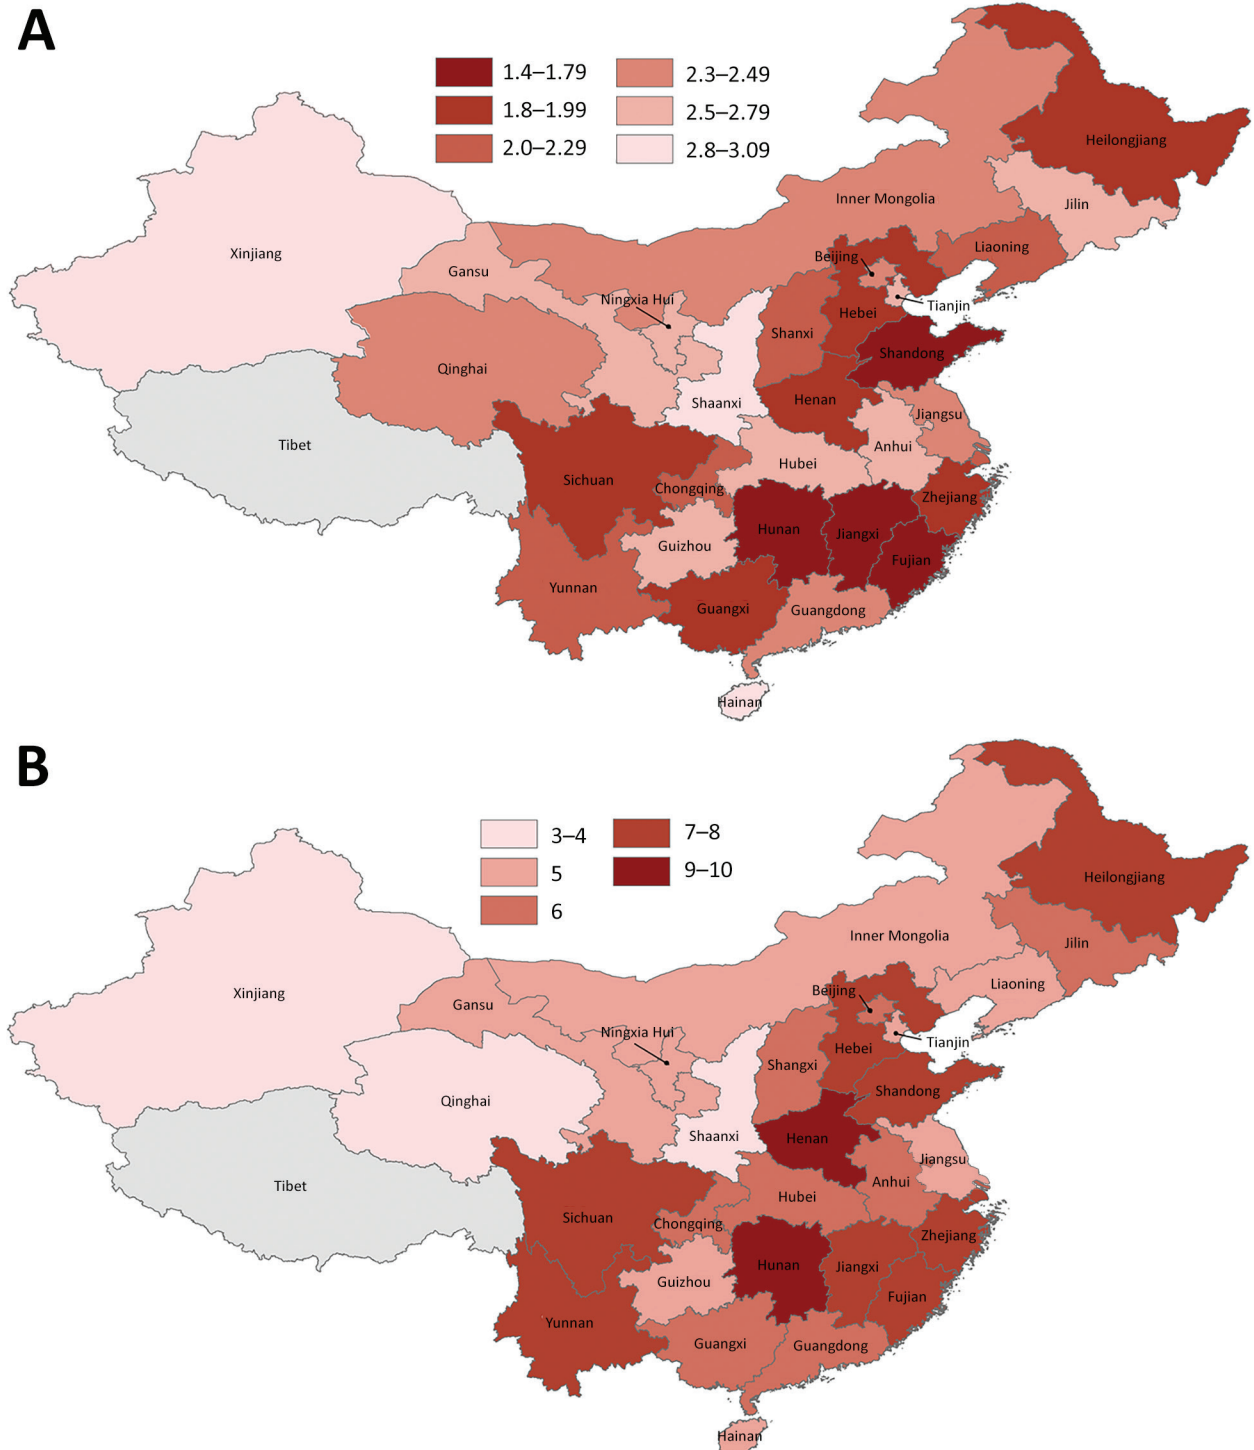 A
1.4–1.79
2.3–2.49
1.8–1.99
2.5–2.79
2.0–2.29
2.8–3.09
Heilongjiang
Inner Mongolia
Jilin
Xinjiang
Liaoning
Beijing
Gansu
Ningxia Hui
Tianjin
Hebei
Shanxi
Shandong
Qinghai
Shaanxi
Henan
Jiangsu
Tibet
Anhui
Hubei
Sichuan
Chongqing
Zhejiang
Hunan
Jiangxi
Guizhou
Fujian
Yunnan
Guangxi
Guangdong
Hainan
B
3–4
7–8
5
9–10
6
Heilongjiang
Inner Mongolia
Jilin
Xinjiang
Liaoning
Beijing
Gansu
Ningxia Hui
Tianjin
Hebei
Shangxi
Shandong
Qinghai
Shaanxi
Henan
Jiangsu
Tibet
Anhui
Hubei
Sichuan
Chongqing
Zhejiang
Hunan
Jiangxi
Guizhou
Fujian
Yunnan
Guangxi
Guangdong
Hainan